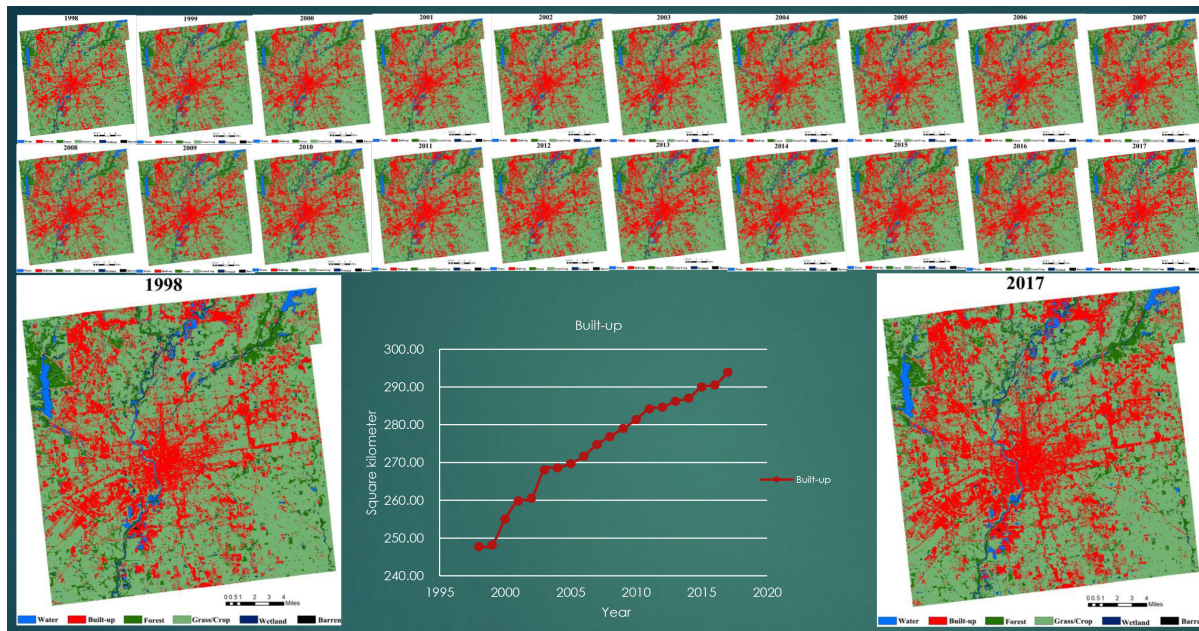 1998 1999 2000 2001 2002 2003 2004 2005 2006 2007
2008 2009 2010 2011 2012 2013 2014 2015 2016 2017
1998
0 0.5 1 2 3 4
Miles
Water Built-up Forest Grass/Crop Wetland Barren
Built-up
300.00
290.00
280.00
270.00
260.00
250.00
240.00
Square kilometer
1995 2000 2005 2010 2015 2020
Year
Built-up
2017
0 0.5 1 2 3 4
Miles
Water Built-up Forest Grass/Crop Wetland Barren